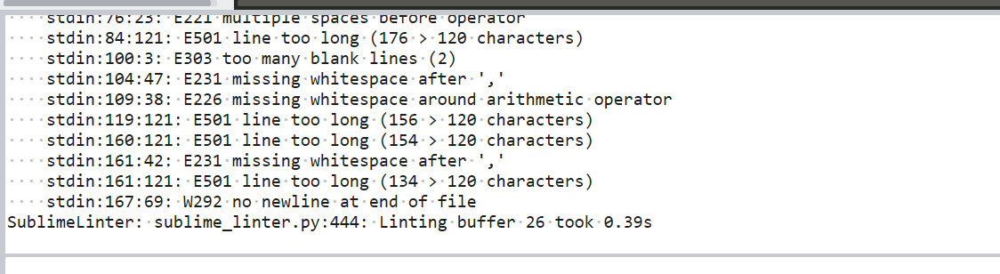 stdin:76:23: E221 multiple spaces before operator
stdin:84:121: E501 line too long (176 > 120 characters)
stdin:100:3: E303 too many blank lines (2)
stdin:104:47: E231 missing whitespace after ','
stdin:109:38: E226 missing whitespace around arithmetic operator
stdin:119:121: E501 line too long (156 > 120 characters)
stdin:160:121: E501 line too long (154 > 120 characters)
stdin:161:42: E231 missing whitespace after ','
stdin:161:121: E501 line too long (134 > 120 characters)
stdin:167:69: W292 no newline at end of file
SublimeLinter: sublime_linter.py:444: Linting buffer 26 took 0.39s